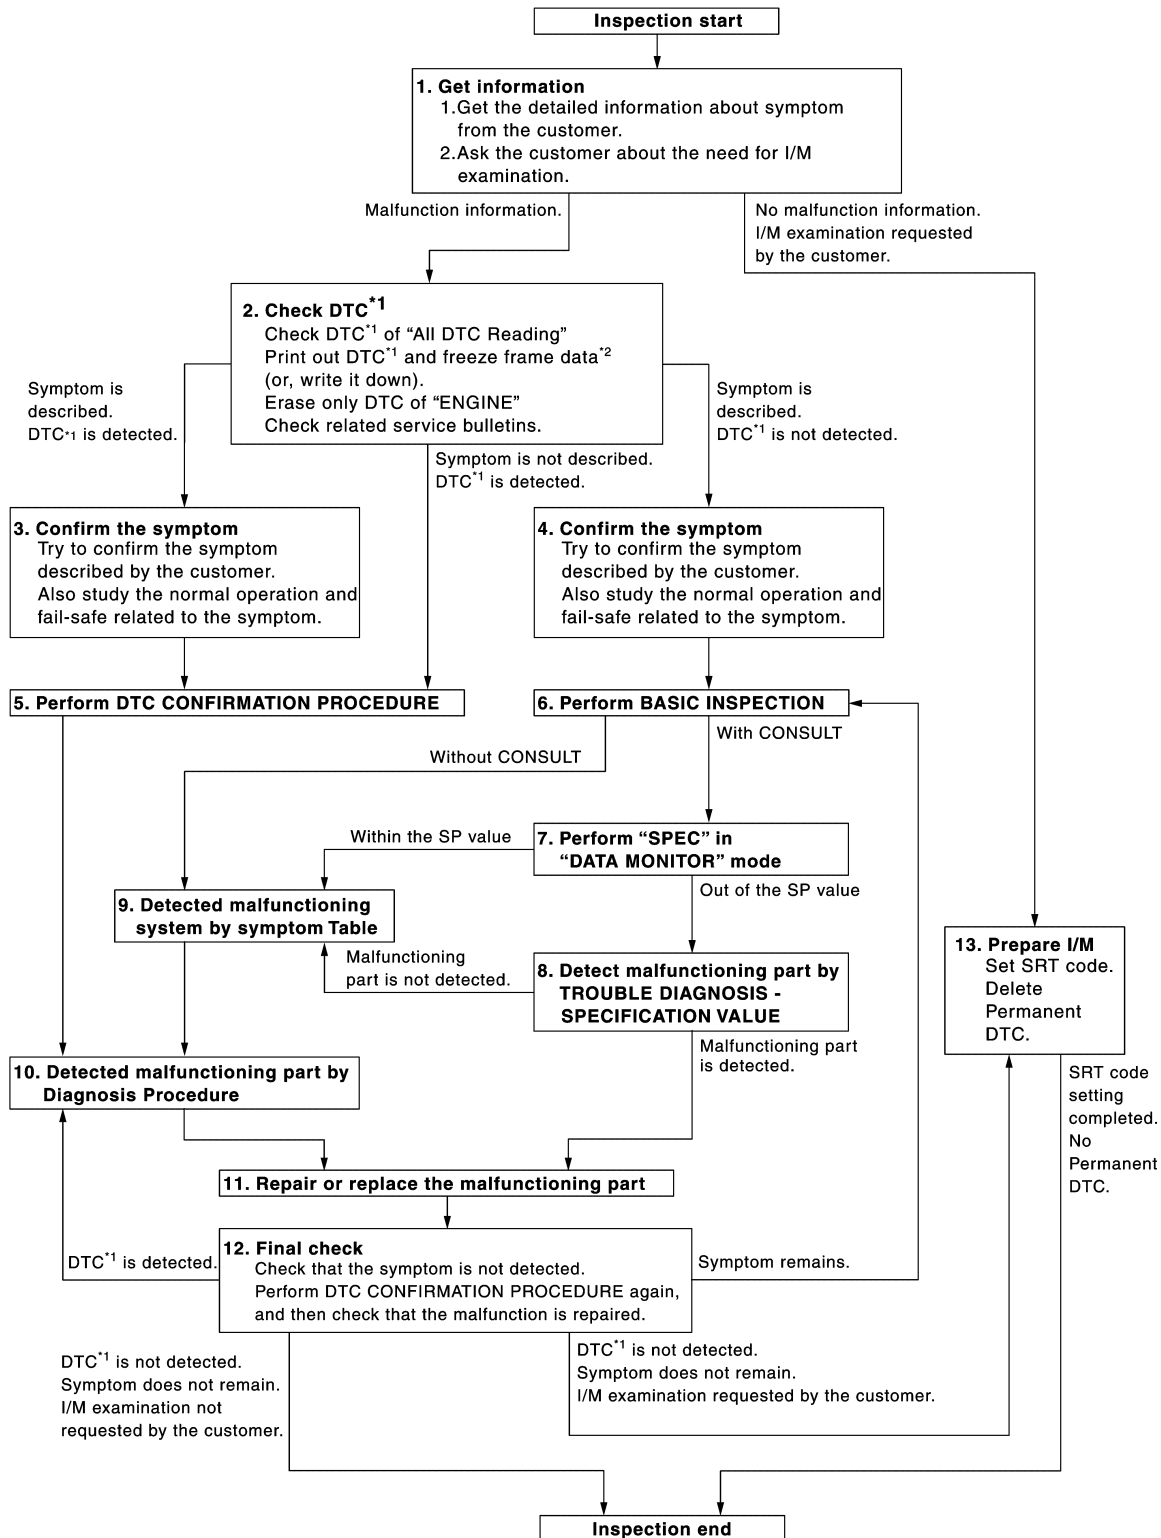 Inspection start
1. Get information
1.Get the detailed information about symptom
from the customer.
2.Ask the customer about the need for I/M
examination.
Malfunction information.
No malfunction information.
I/M examination requested
by the customer.
2. Check DTC*1
Check DTC*1 of “All DTC Reading”
Print out DTC*1 and freeze frame data*2
(or, write it down).
Erase only DTC of “ENGINE”
Check related service bulletins.
Symptom is
described.
DTC*1 is detected.
Symptom is
described.
DTC*1 is not detected.
Symptom is not described.
DTC*1 is detected.
3. Confirm the symptom
Try to confirm the symptom
described by the customer.
Also study the normal operation and
fail-safe related to the symptom.
4. Confirm the symptom
Try to confirm the symptom
described by the customer.
Also study the normal operation and
fail-safe related to the symptom.
5. Perform DTC CONFIRMATION PROCEDURE
6. Perform BASIC INSPECTION
Without CONSULT
With CONSULT
Within the SP value
7. Perform “SPEC” in
“DATA MONITOR” mode
Out of the SP value
9. Detected malfunctioning
system by symptom Table
Malfunctioning
part is not detected.
8. Detect malfunctioning part by
TROUBLE DIAGNOSIS -
SPECIFICATION VALUE
13. Prepare I/M
Set SRT code.
Delete
Permanent
DTC.
Malfunctioning part
is detected.
10. Detected malfunctioning part by
Diagnosis Procedure
SRT code
setting
completed.
No
Permanent
DTC.
11. Repair or replace the malfunctioning part
DTC*1 is detected.
12. Final check
Check that the symptom is not detected.
Perform DTC CONFIRMATION PROCEDURE again,
and then check that the malfunction is repaired.
Symptom remains.
DTC*1 is not detected.
Symptom does not remain.
I/M examination not
requested by the customer.
DTC*1 is not detected.
Symptom does not remain.
I/M examination requested by the customer.
Inspection end